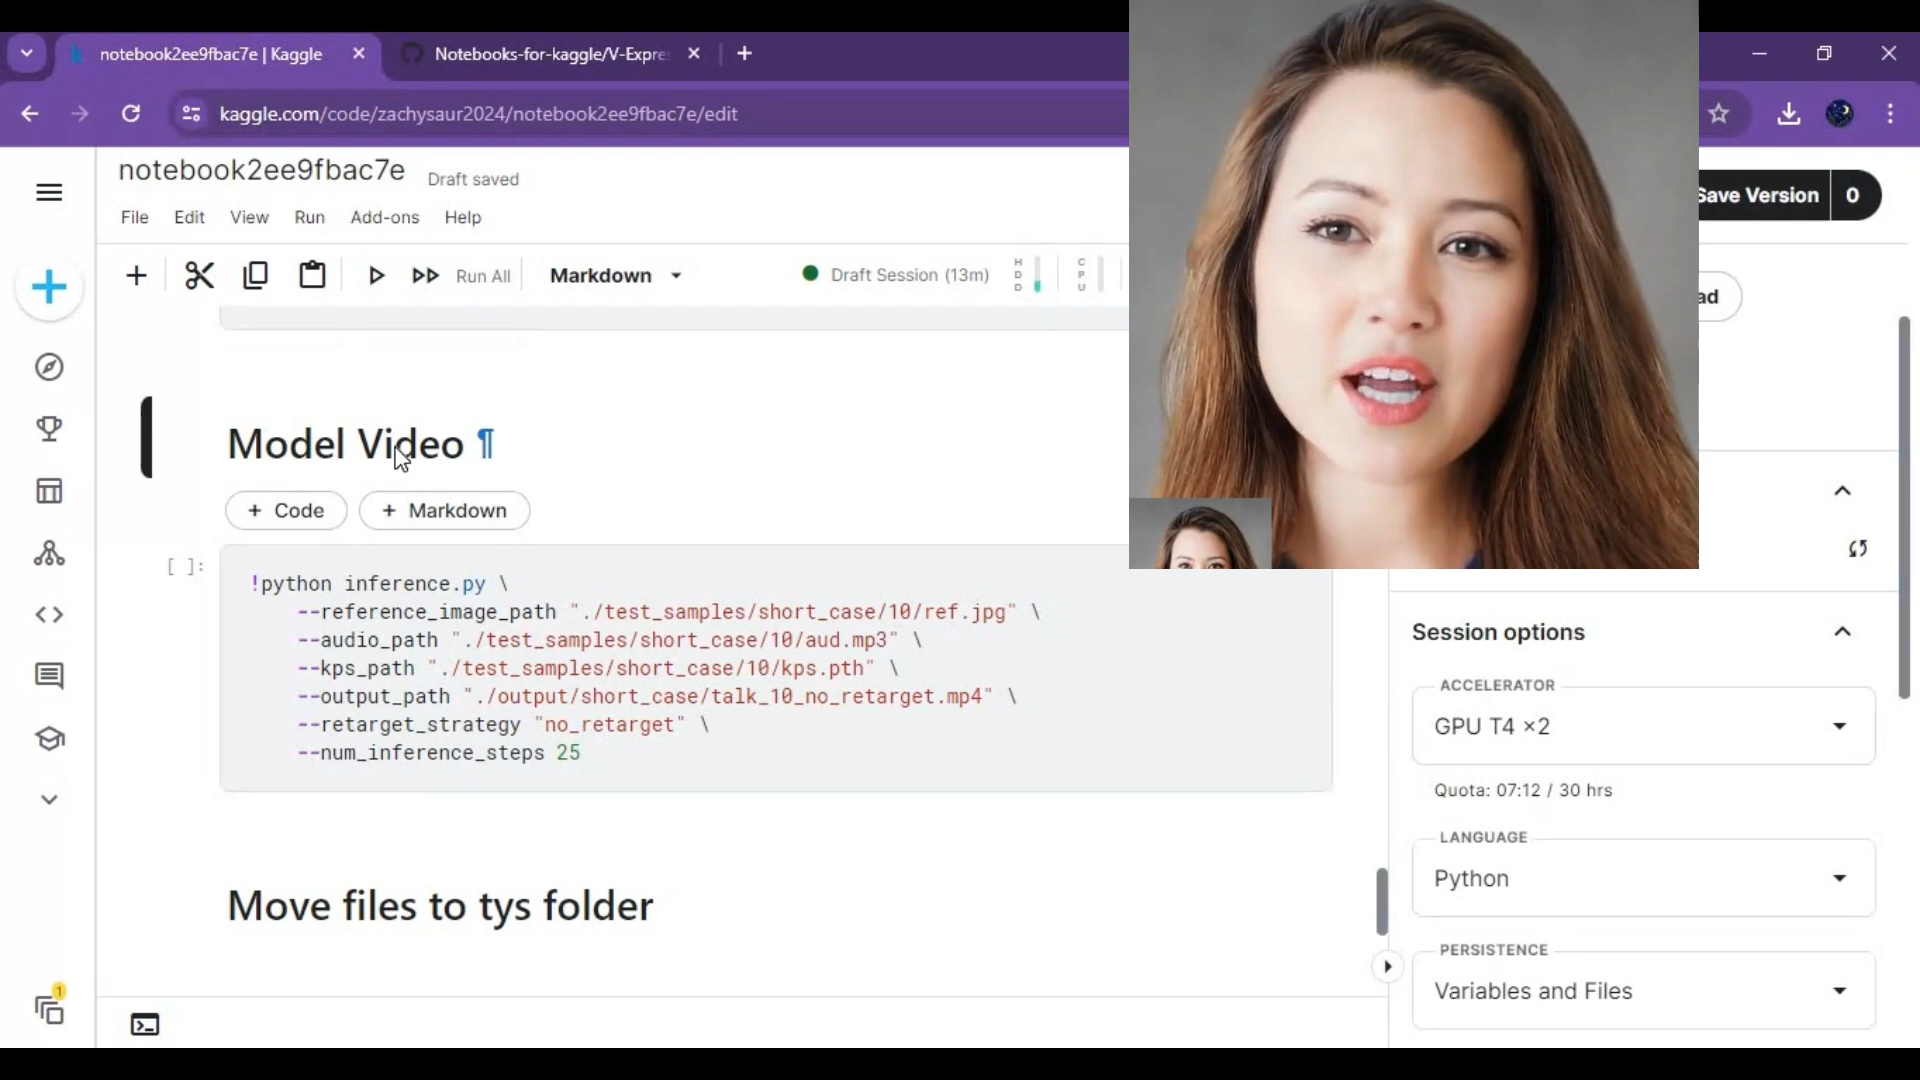 notebook2ee9fbac7e | Kaggle
Notebooks-for-kaggle/V-Expre
kaggle.com/code/zachysaur2024/notebook2ee9fbac7e/edit
notebook2ee9fbac7e
Draft saved
Save Version
0
File
Edit
View
Run
Add-ons
Help
Run All
Markdown
Draft Session (13m)
HDD
CPU
ad
Model Video ¶
+ Code
+ Markdown
[ ]:
!python inference.py \
--reference_image_path "./test_samples/short_case/10/ref.jpg" \
--audio_path "./test_samples/short_case/10/aud.mp3" \
--kps_path "./test_samples/short_case/10/kps.pth" \
--output_path "./output/short_case/talk_10_no_retarget.mp4" \
--retarget_strategy "no_retarget" \
--num_inference_steps 25
Move files to tys folder
Session options
ACCELERATOR
GPU T4 ×2
Quota: 07:12 / 30 hrs
LANGUAGE
Python
PERSISTENCE
Variables and Files
1